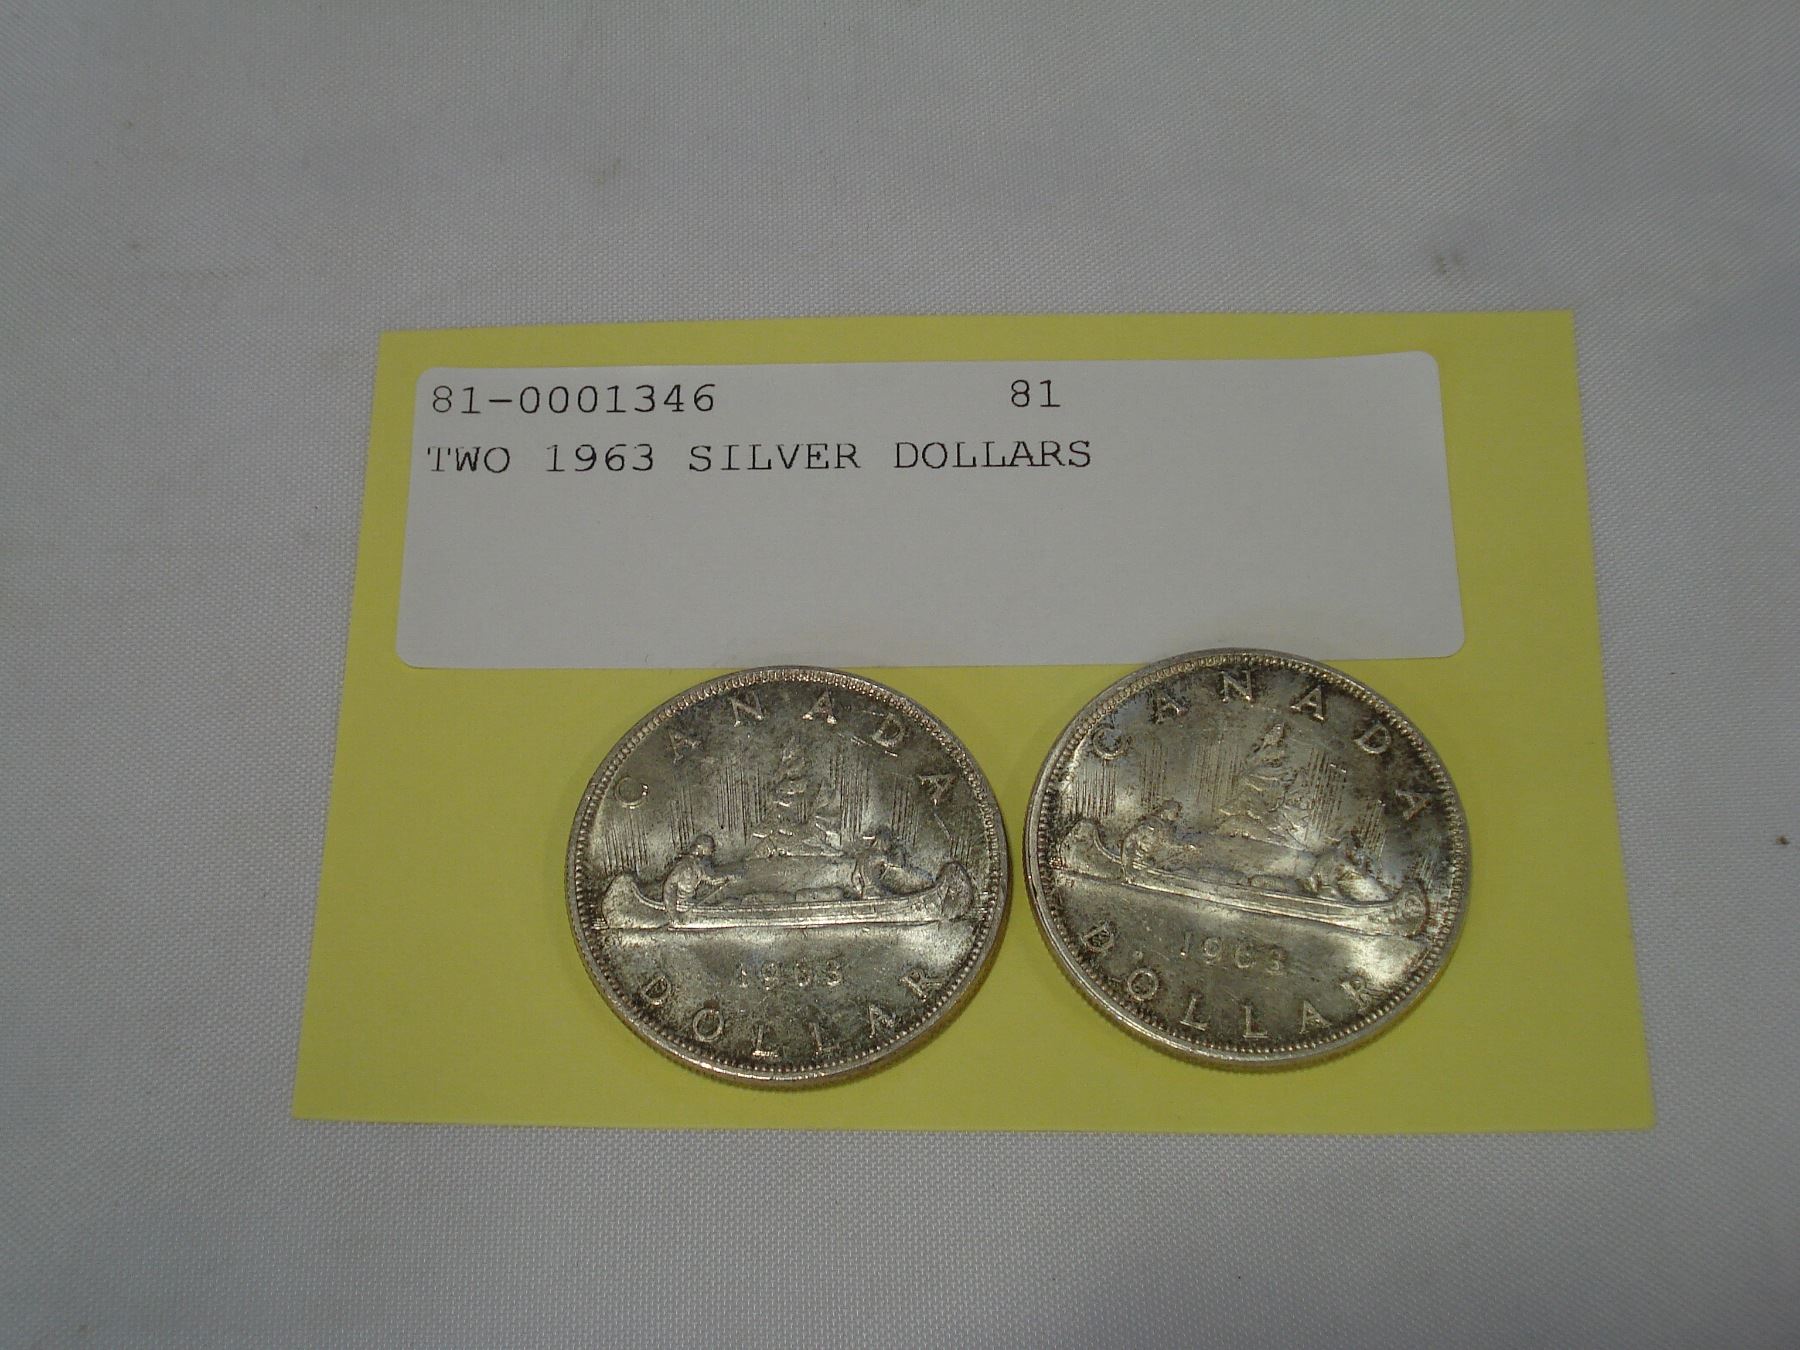 81-0001346 81
TWO 1963 SILVER DOLLARS
CANADA
1963
DOLLAR
CANADA
1963
DOLLAR